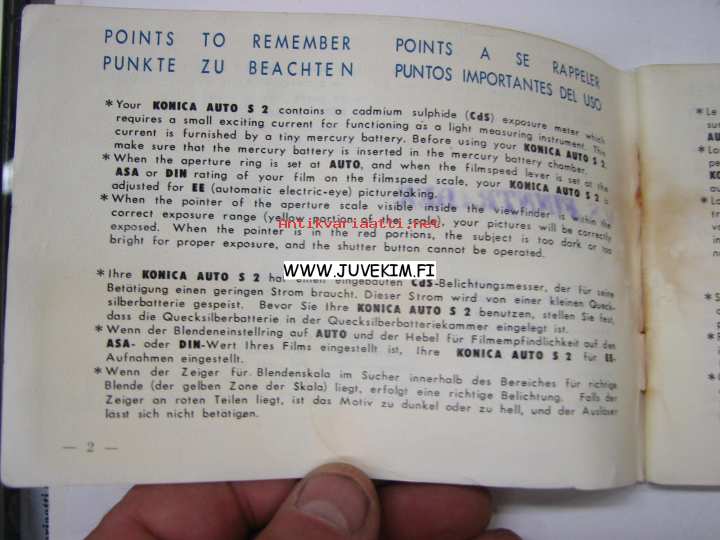 POINTS TO REMEMBER
PUNKTE ZU BEACHTEN
POINTS A SE RAPPELER
PUNTOS IMPORTANTES DEL USO
* Your KONICA AUTO S 2 contains a cadmium sulphide (CdS) exposure meter which
requires a small exciting current for functioning as a light measuring instrument. This
current is furnished by a tiny mercury battery. Before using your KONICA AUTO S 2,
make sure that the mercury battery is inserted in the mercury battery chamber.
* When the aperture ring is set at AUTO, and when the filmspeed lever is set at the
ASA or DIN rating of your film on the filmspeed scale, your KONICA AUTO S 2 is
adjusted for EE (automatic electric-eye) picturetaking.
* When the pointer of the aperture scale visible inside the viewfinder is within the
correct exposure range (yellow portion of the scale), your pictures will be correctly
exposed. When the pointer is in the red portions, the subject is too dark or too
bright for proper exposure, and the shutter button cannot be operated.
Antikvariaatti.net
WWW.JUVEKIM.FI
* Ihre KONICA AUTO S 2 hat einen eingebauten CdS-Belichtungsmesser, der für seine
Betätigung einen geringen Strom braucht. Dieser Strom wird von einer kleinen Queck-
silberbatterie gespeist. Bevor Sie Ihre KONICA AUTO S 2 benutzen, stellen Sie fest,
dass die Quecksilberbatterie in der Quecksilberbatteriekammer eingelegt ist.
* Wenn der Blendeneinstellring auf AUTO und der Hebel für Filmempfindlichkeit auf den
ASA- oder DIN-Wert Ihres Films eingestellt ist, Ihre KONICA AUTO S 2 für EE-
Aufnahmen eingestellt.
* Wenn der Zeiger für Blendenskala im Sucher innerhalb des Bereiches für richtige
Blende (der gelben Zone der Skala) liegt, erfolgt eine richtige Belichtung. Falls der
Zeiger an roten Teilen liegt, ist das Motiv zu dunkel oder zu hell, und der Auslöser
lässt sich nicht betätigen.
— 2 —
* Le